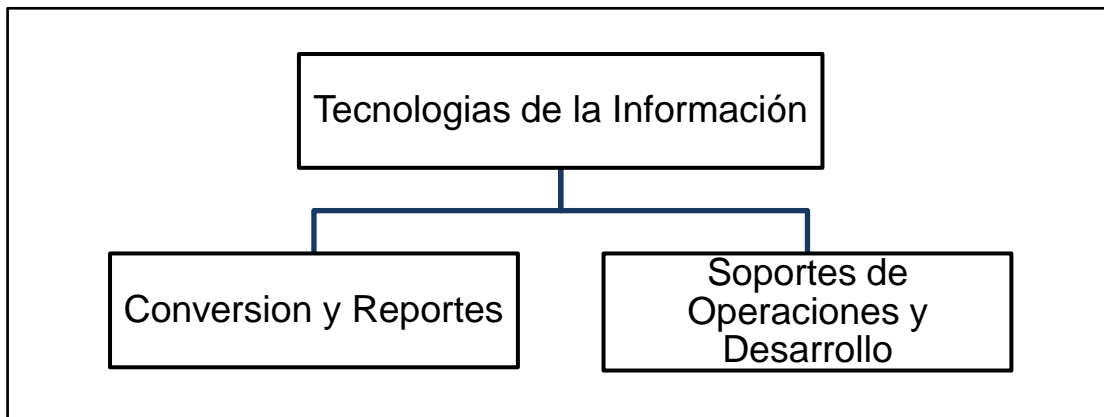 Tecnologias de la Información
Conversion y Reportes
Soportes de
Operaciones y
Desarrollo